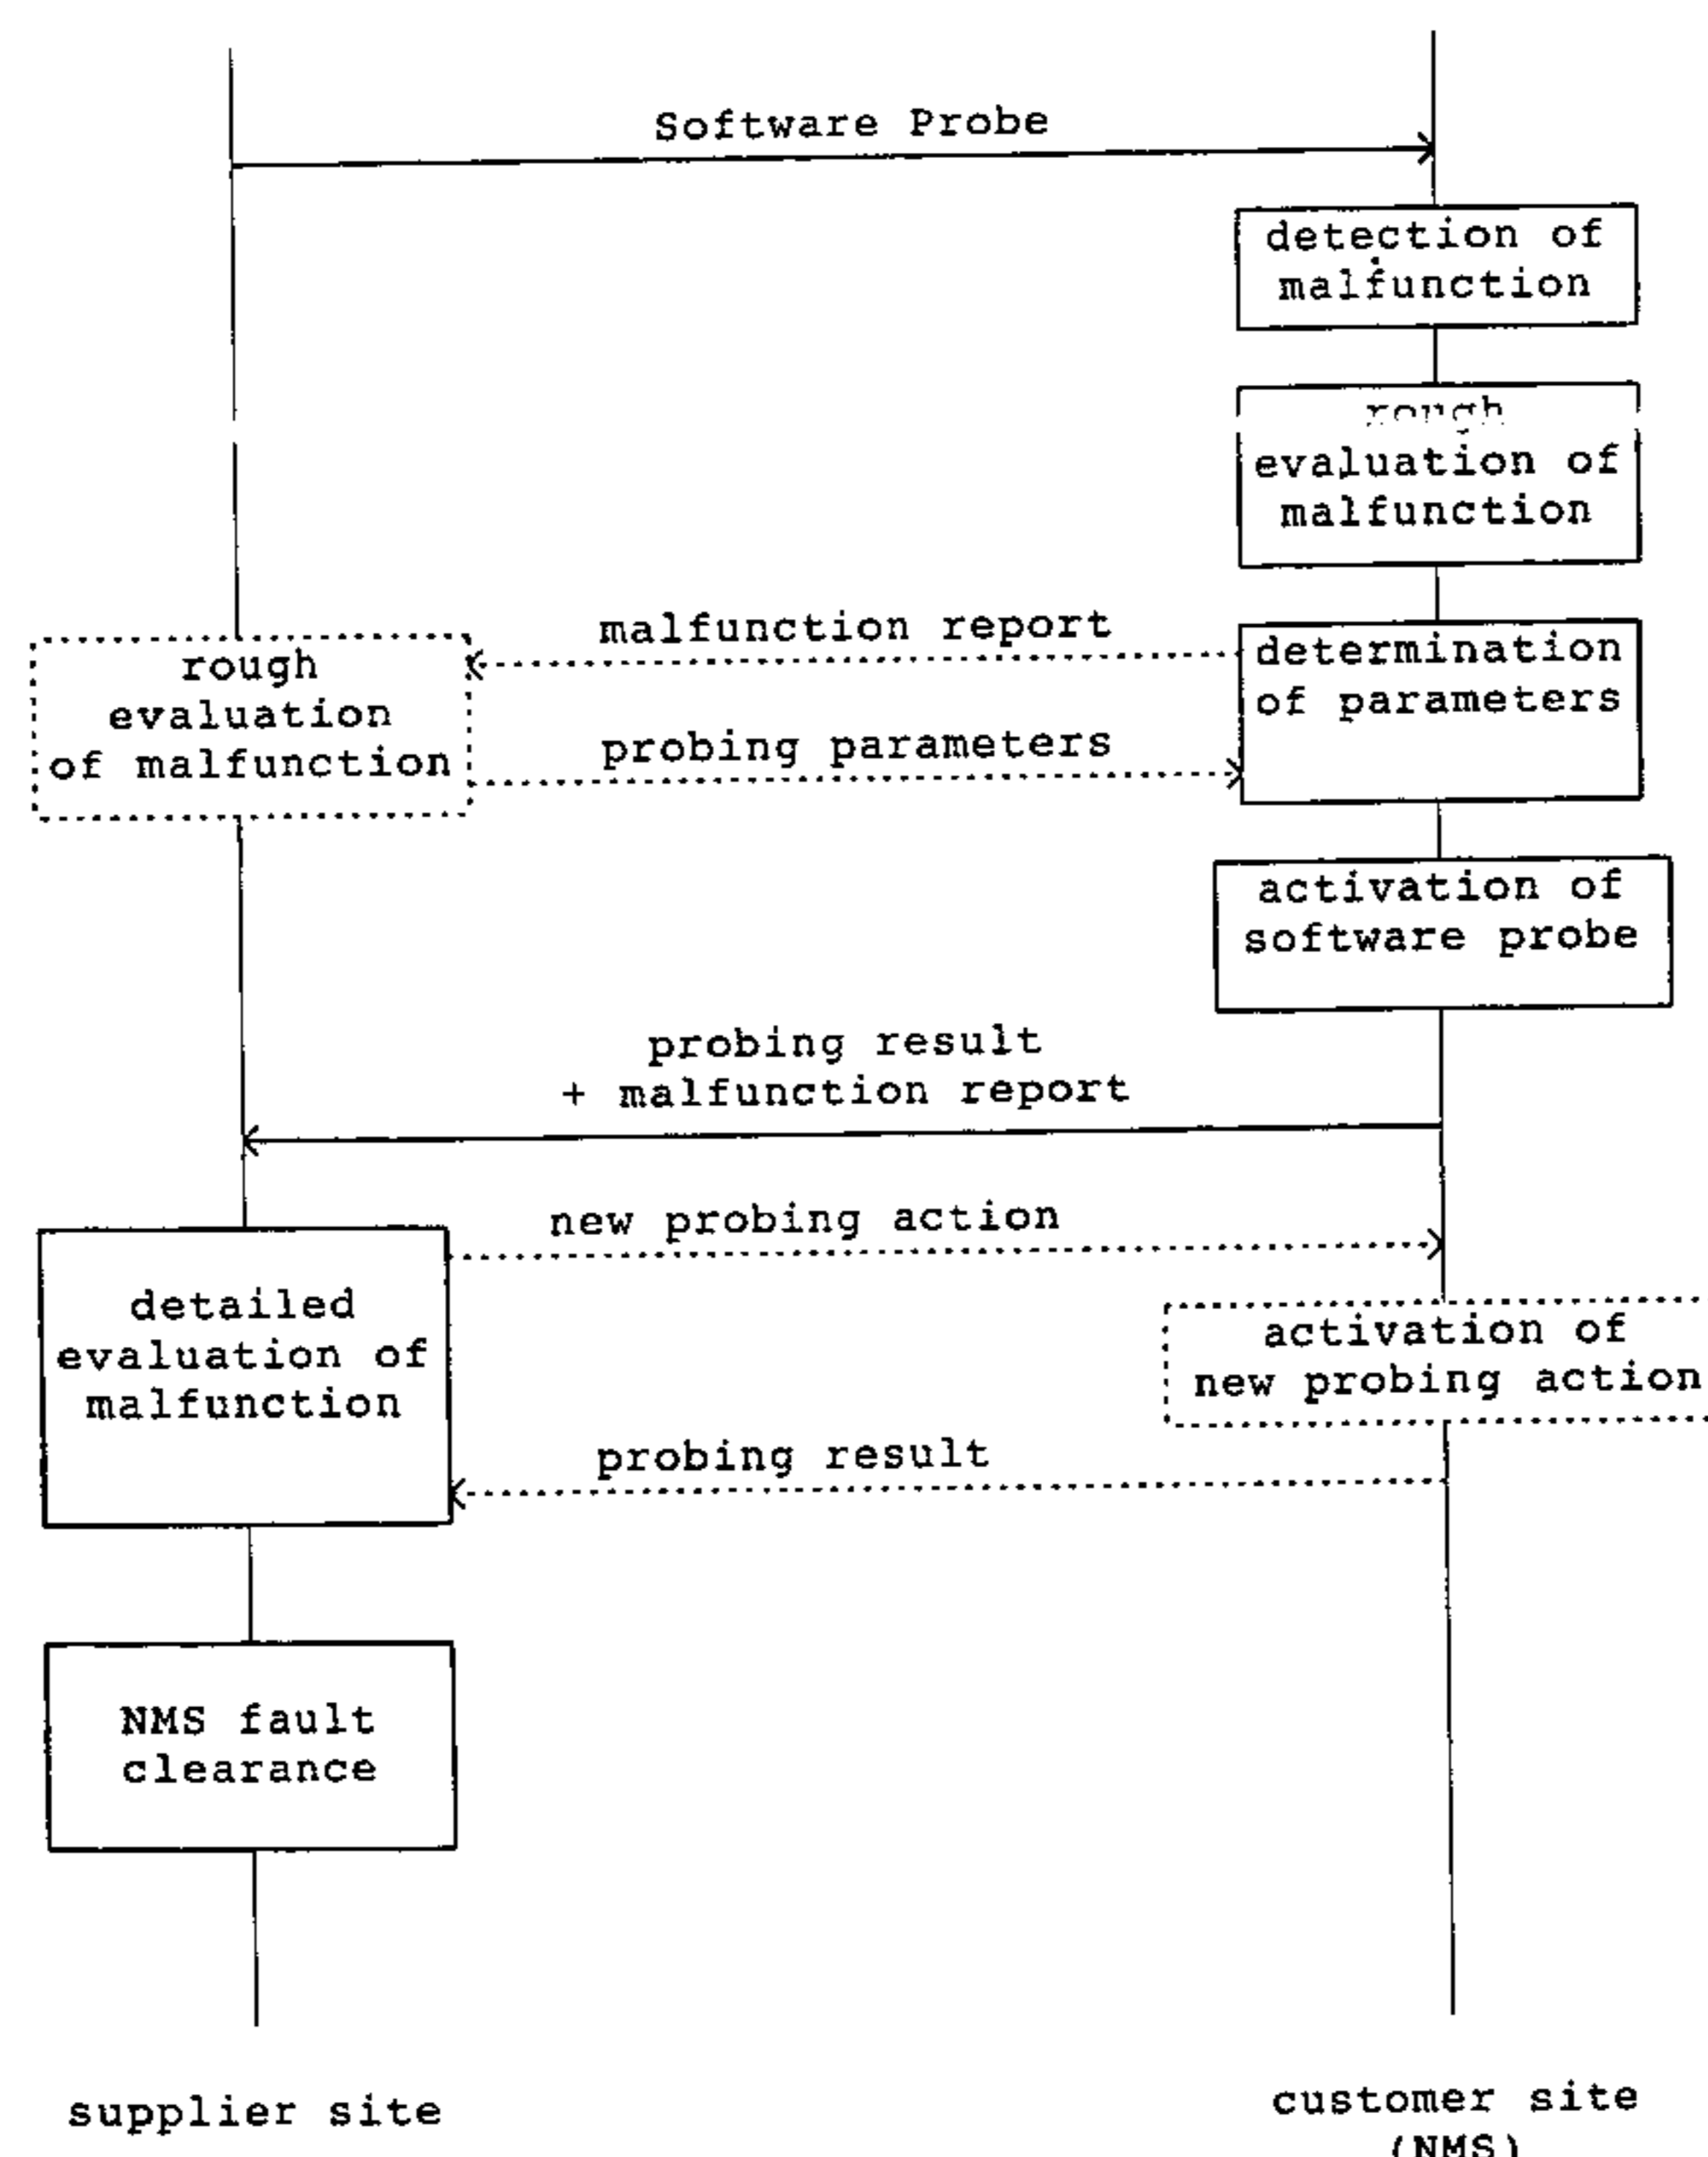 Software Probe
detection of
malfunction
rough
evaluation of
malfunction
malfunction report
determination
of parameters
rough
evaluation
of malfunction
probing parameters
activation of
software probe
probing result
+ malfunction report
new probing action
detailed
evaluation of
malfunction
activation of
new probing action
probing result
NMS fault
clearance
supplier site
customer site
(NMS)